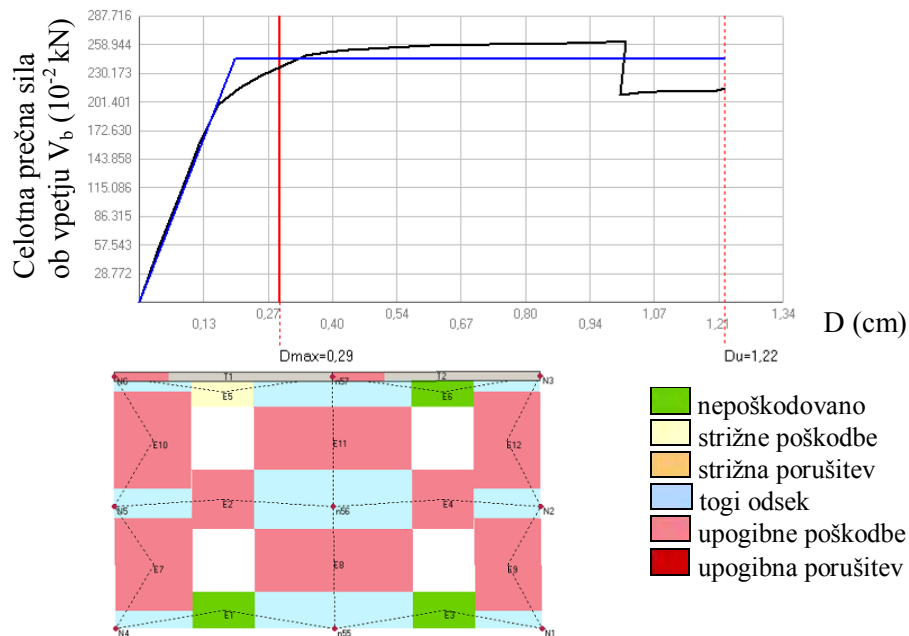 Celotna prečna sila
ob vpetju V_b (10⁻² kN)
287.716
258.944
230.173
201.401
172.630
143.858
115.086
86.315
57.543
28.772
0,13
0,27
0,40
0,54
0,67
0,80
0,94
1,07
1,21
1,34
D (cm)
Dmax=0,29
Du=1,22
N6
T1
n57
T2
N3
E5
E6
E10
E11
E12
N5
E2
n56
E4
N2
E7
E8
E9
E1
E3
N4
n55
N1
nepoškodovano
strižne poškodbe
strižna porušitev
togi odsek
upogibne poškodbe
upogibna porušitev